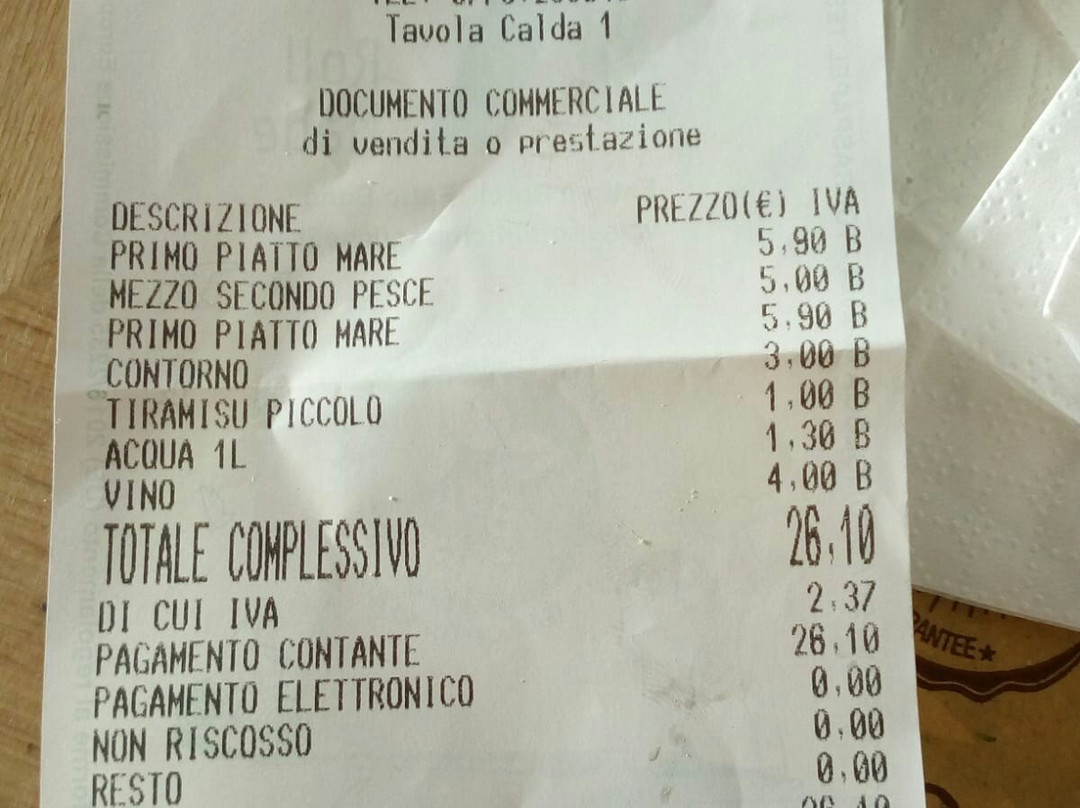 Tavola Calda 1
DOCUMENTO COMMERCIALE
di vendita o prestazione
DESCRIZIONE PREZZO(€) IVA
PRIMO PIATTO MARE 5,90 B
MEZZO SECONDO PESCE 5,00 B
PRIMO PIATTO MARE 5,90 B
CONTORNO 3,00 B
TIRAMISU PICCOLO 1,00 B
ACQUA 1L 1,30 B
VINO 4,00 B
TOTALE COMPLESSIVO 26,10
DI CUI IVA 2,37
PAGAMENTO CONTANTE 26,10
PAGAMENTO ELETTRONICO 0,00
NON RISCOSSO 0,00
RESTO 0,00
26,10